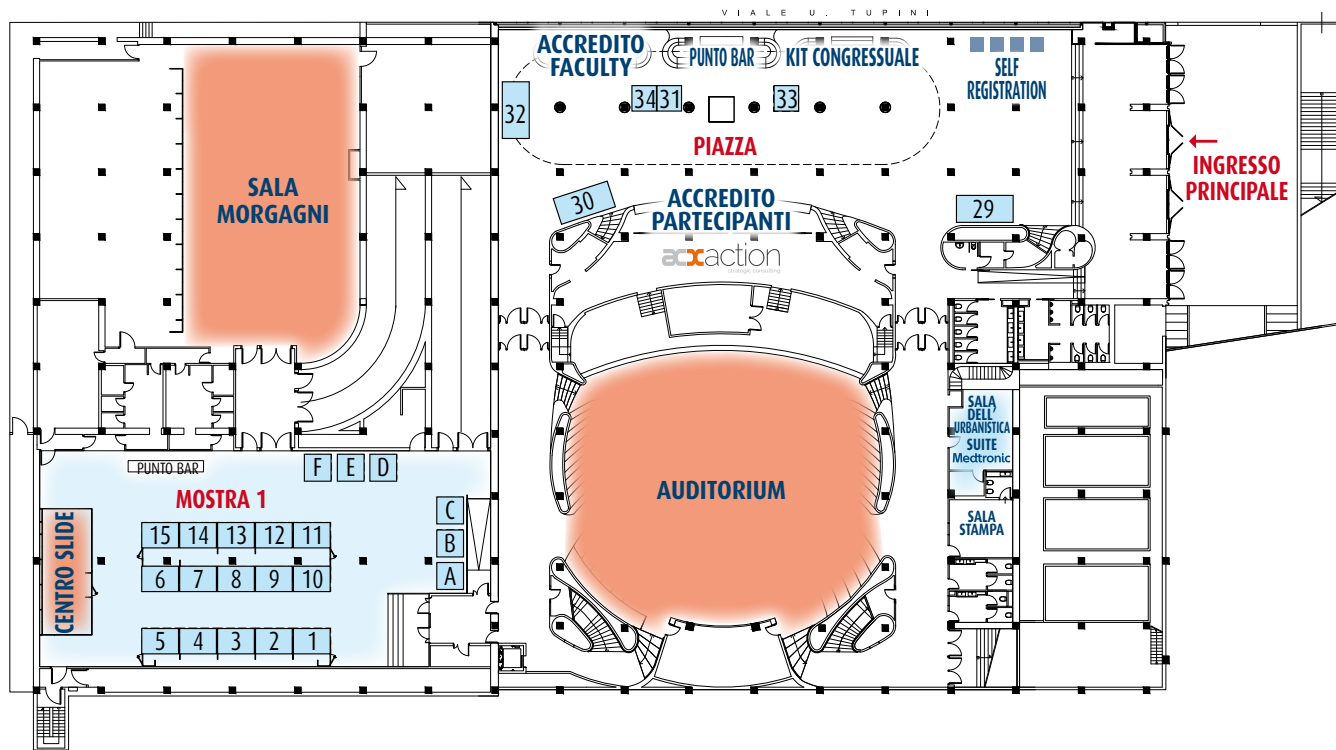 VIALE U. TUPINI
ACCREDITO
FACULTY
PUNTO BAR
KIT CONGRESSUALE
SELF
REGISTRATION
32
34
31
33
PIAZZA
INGRESSO
PRINCIPALE
SALA
MORGAGNI
30
ACCREDITO
PARTECIPANTI
29
acxaction
strategic consulting
SALA
DELL'
URBANISTICA
SUITE
Medtronic
PUNTO BAR
F
E
D
MOSTRA 1
AUDITORIUM
C
B
A
SALA
STAMPA
CENTRO SLIDE
15
14
13
12
11
6
7
8
9
10
5
4
3
2
1